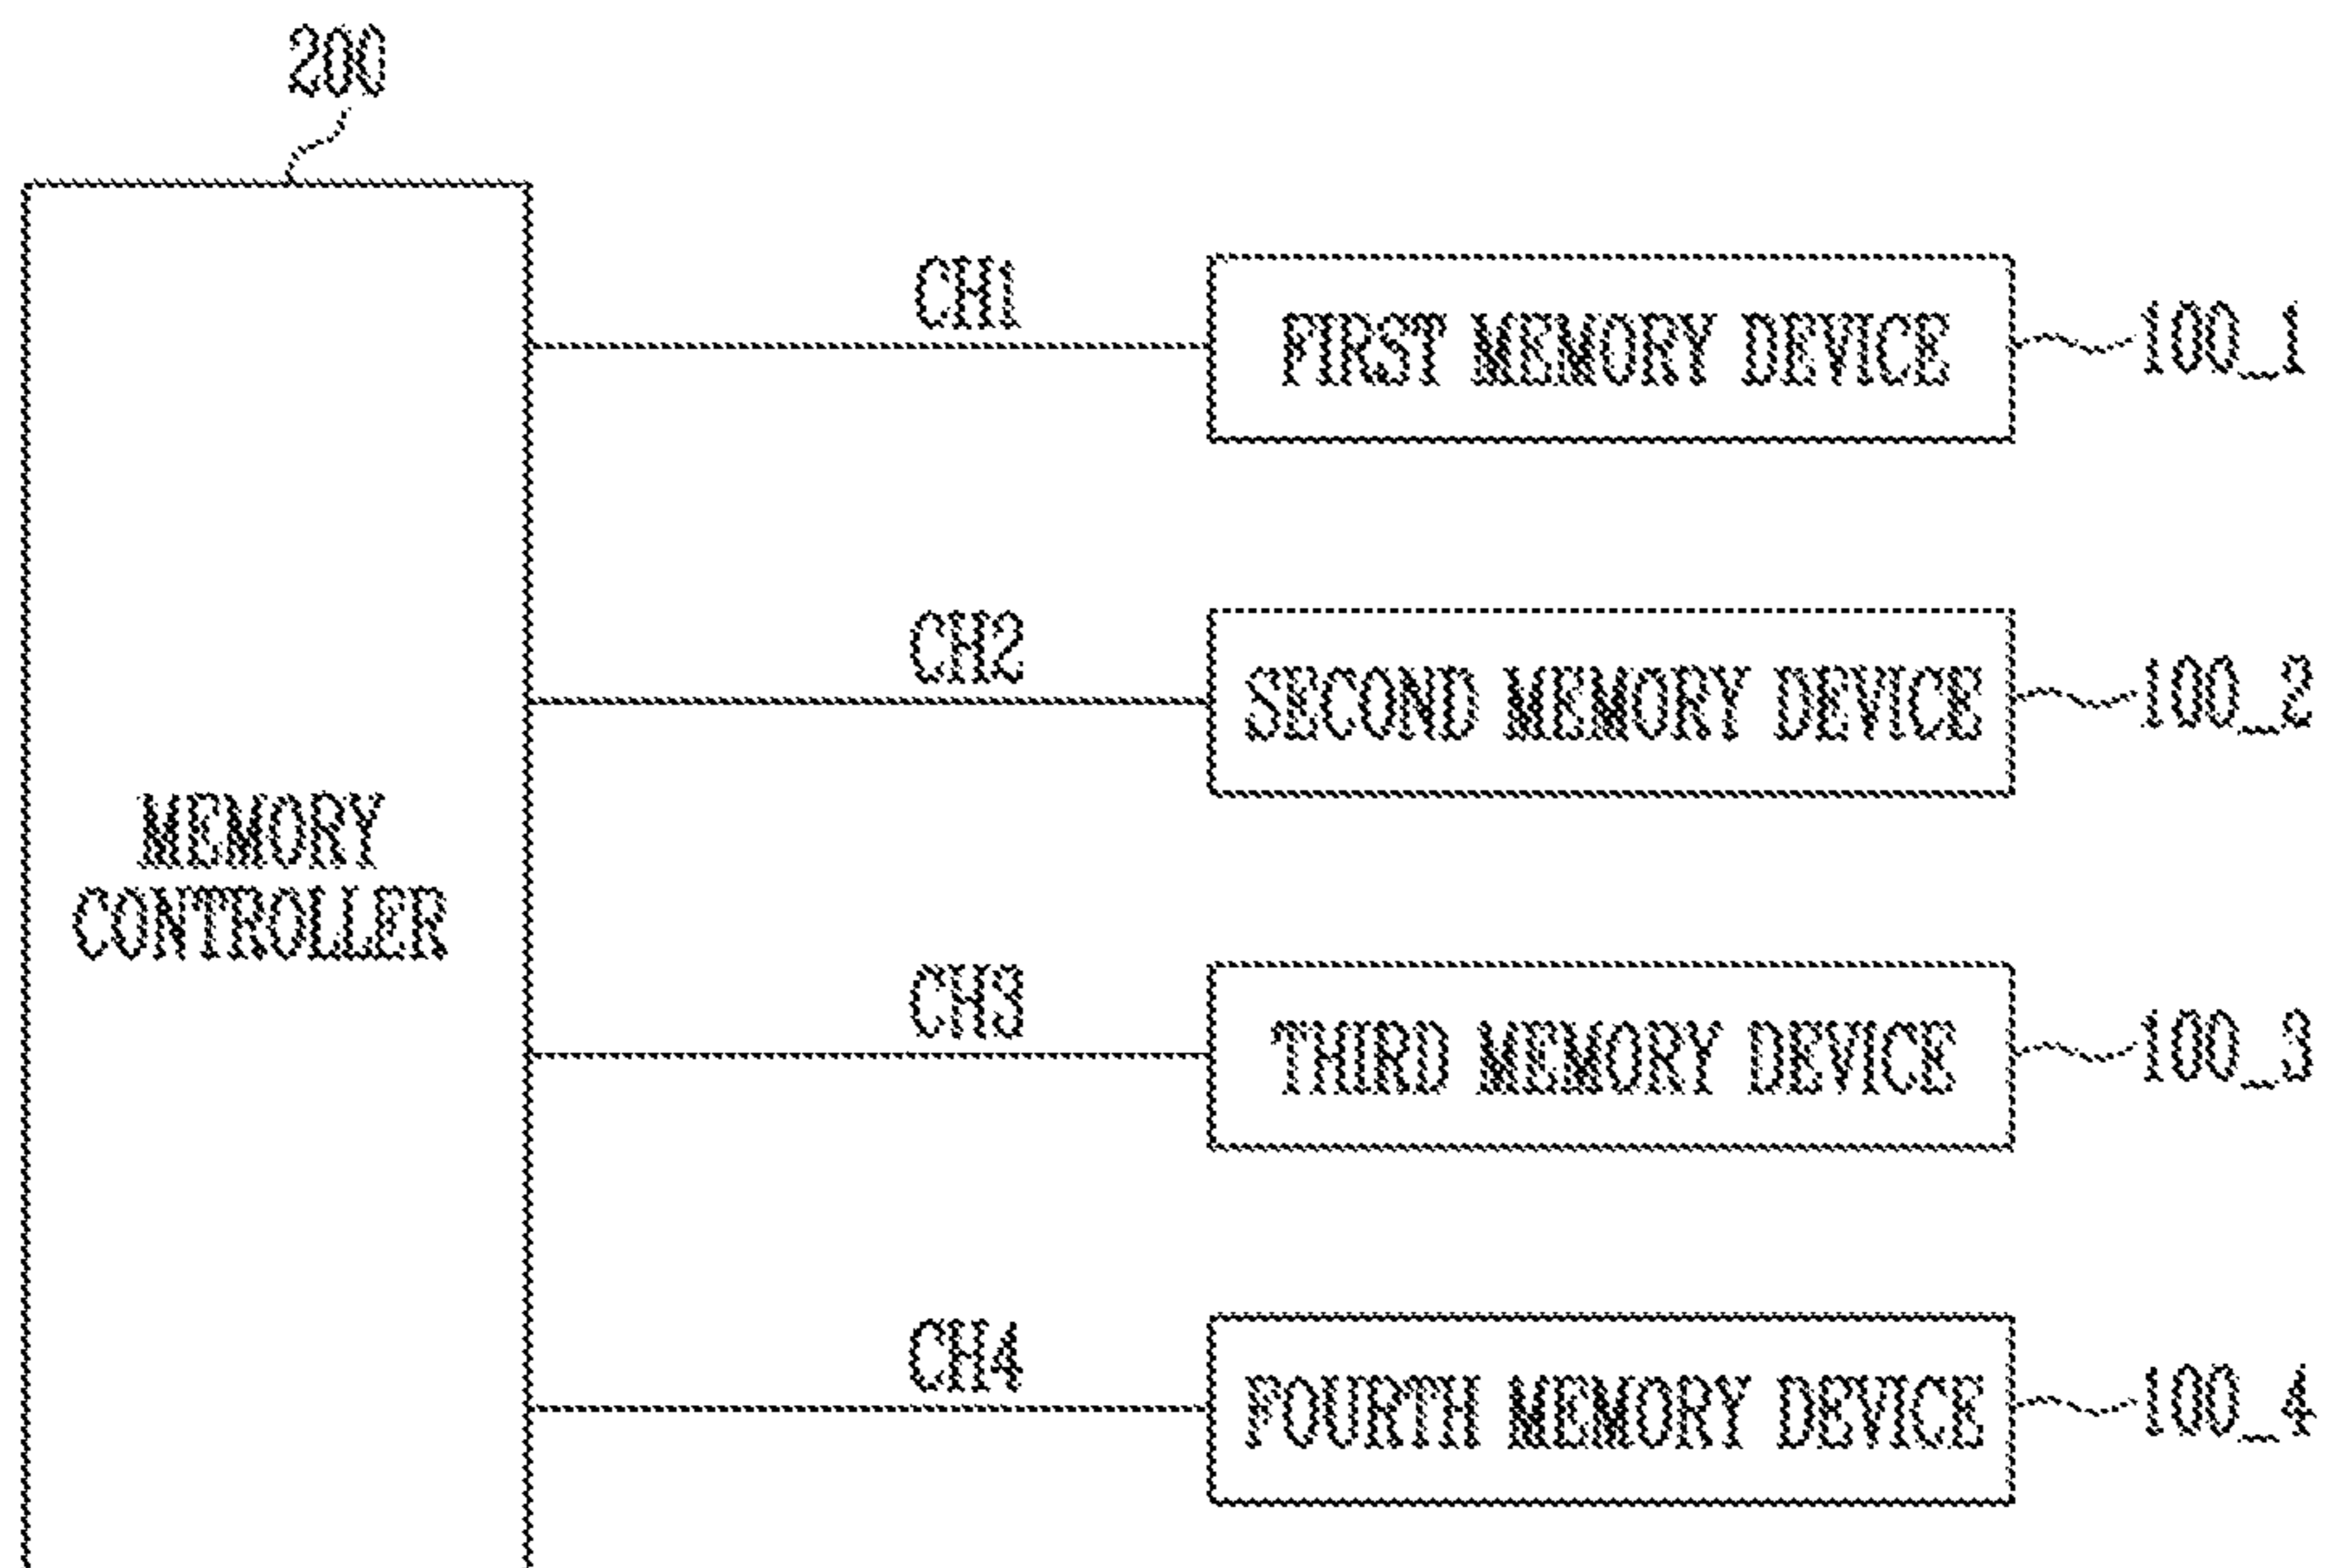 200
CH1
FIRST MEMORY DEVICE
100_1
CH2
SECOND MEMORY DEVICE
100_2
MEMORY
CONTROLLER
CH3
THIRD MEMORY DEVICE
100_3
CH4
FOURTH MEMORY DEVICE
100_4